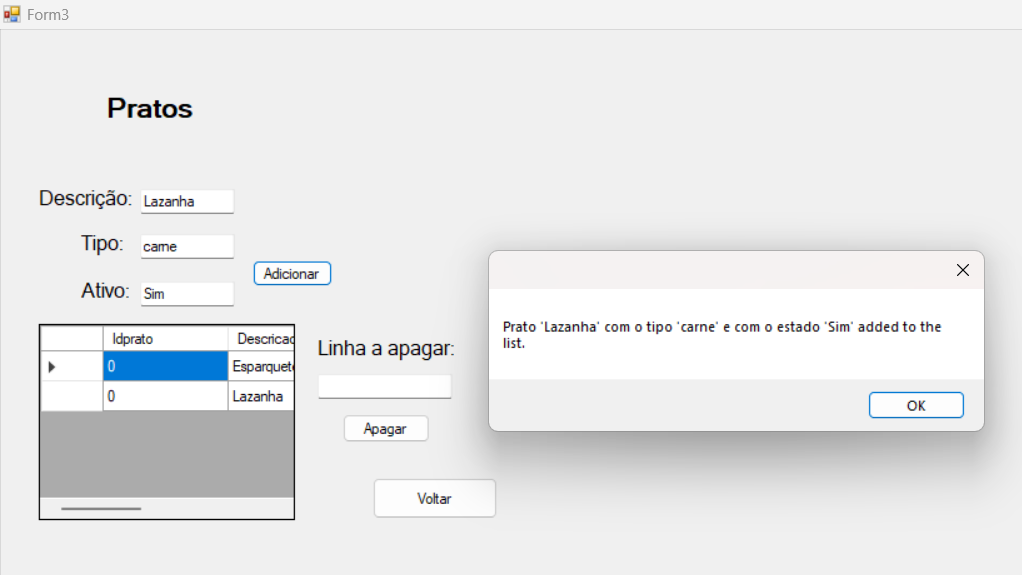 Form3
Pratos
Descrição: Lazanha
Tipo: carne
Ativo: Sim
Adicionar
Idprato Descricao
0 Esparquete
0 Lazanha
Linha a apagar:
Apagar
Voltar
Prato 'Lazanha' com o tipo 'carne' e com o estado 'Sim' added to the
list.
OK